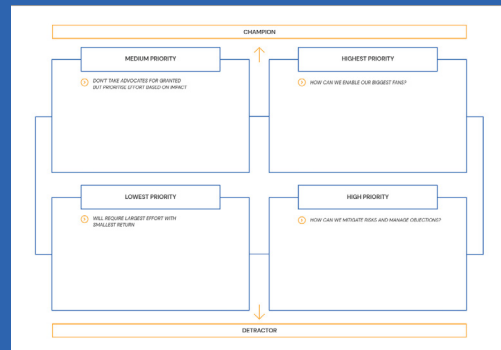 CHAMPION
MEDIUM PRIORITY
DON'T TAKE ADVOCATES FOR GRANTED
BUT PRIORITISE EFFORT BASED ON IMPACT
HIGHEST PRIORITY
HOW CAN WE ENABLE OUR BIGGEST FANS?
LOWEST PRIORITY
WILL REQUIRE LARGEST EFFORT WITH
SMALLEST RETURN
HIGH PRIORITY
HOW CAN WE MITIGATE RISKS AND MANAGE OBJECTIONS?
DETRACTOR